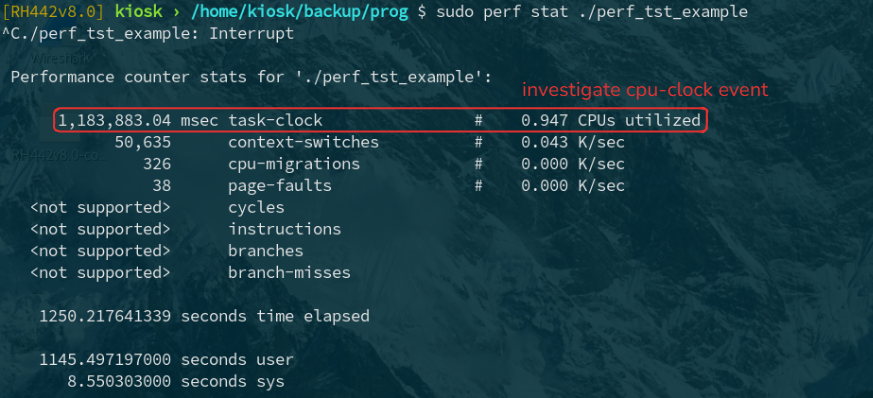 [RH442v8.0] kiosk › /home/kiosk/backup/prog $ sudo perf stat ./perf_tst_example
^C./perf_tst_example: Interrupt
Performance counter stats for './perf_tst_example':
investigate cpu-clock event
1,183,883.04 msec task-clock # 0.947 CPUs utilized
50,635 context-switches # 0.043 K/sec
326 cpu-migrations # 0.000 K/sec
38 page-faults # 0.000 K/sec
<not supported> cycles
<not supported> instructions
<not supported> branches
<not supported> branch-misses
1250.217641339 seconds time elapsed
1145.497197000 seconds user
8.550303000 seconds sys